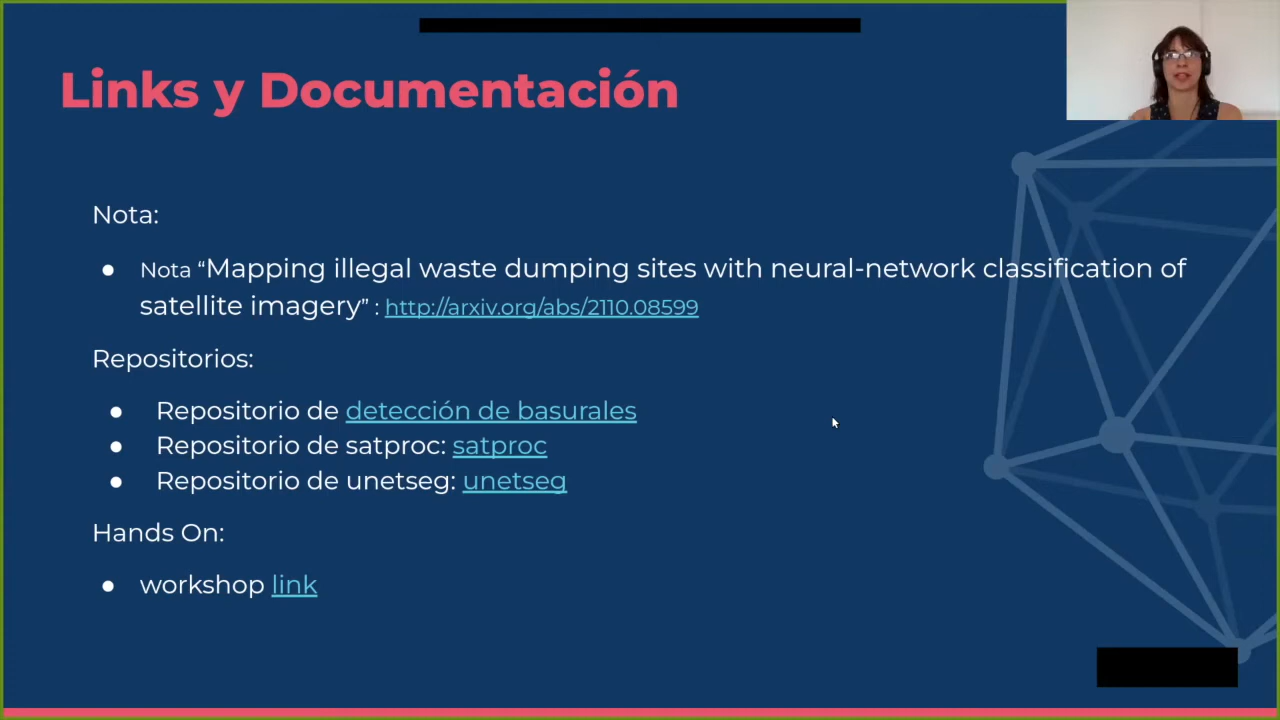 Links y Documentación
Nota:
● Nota “Mapping illegal waste dumping sites with neural-network classification of
satellite imagery” : http://arxiv.org/abs/2110.08599
Repositorios:
● Repositorio de detección de basurales
● Repositorio de satproc: satproc
● Repositorio de unetseg: unetseg
Hands On:
● workshop link